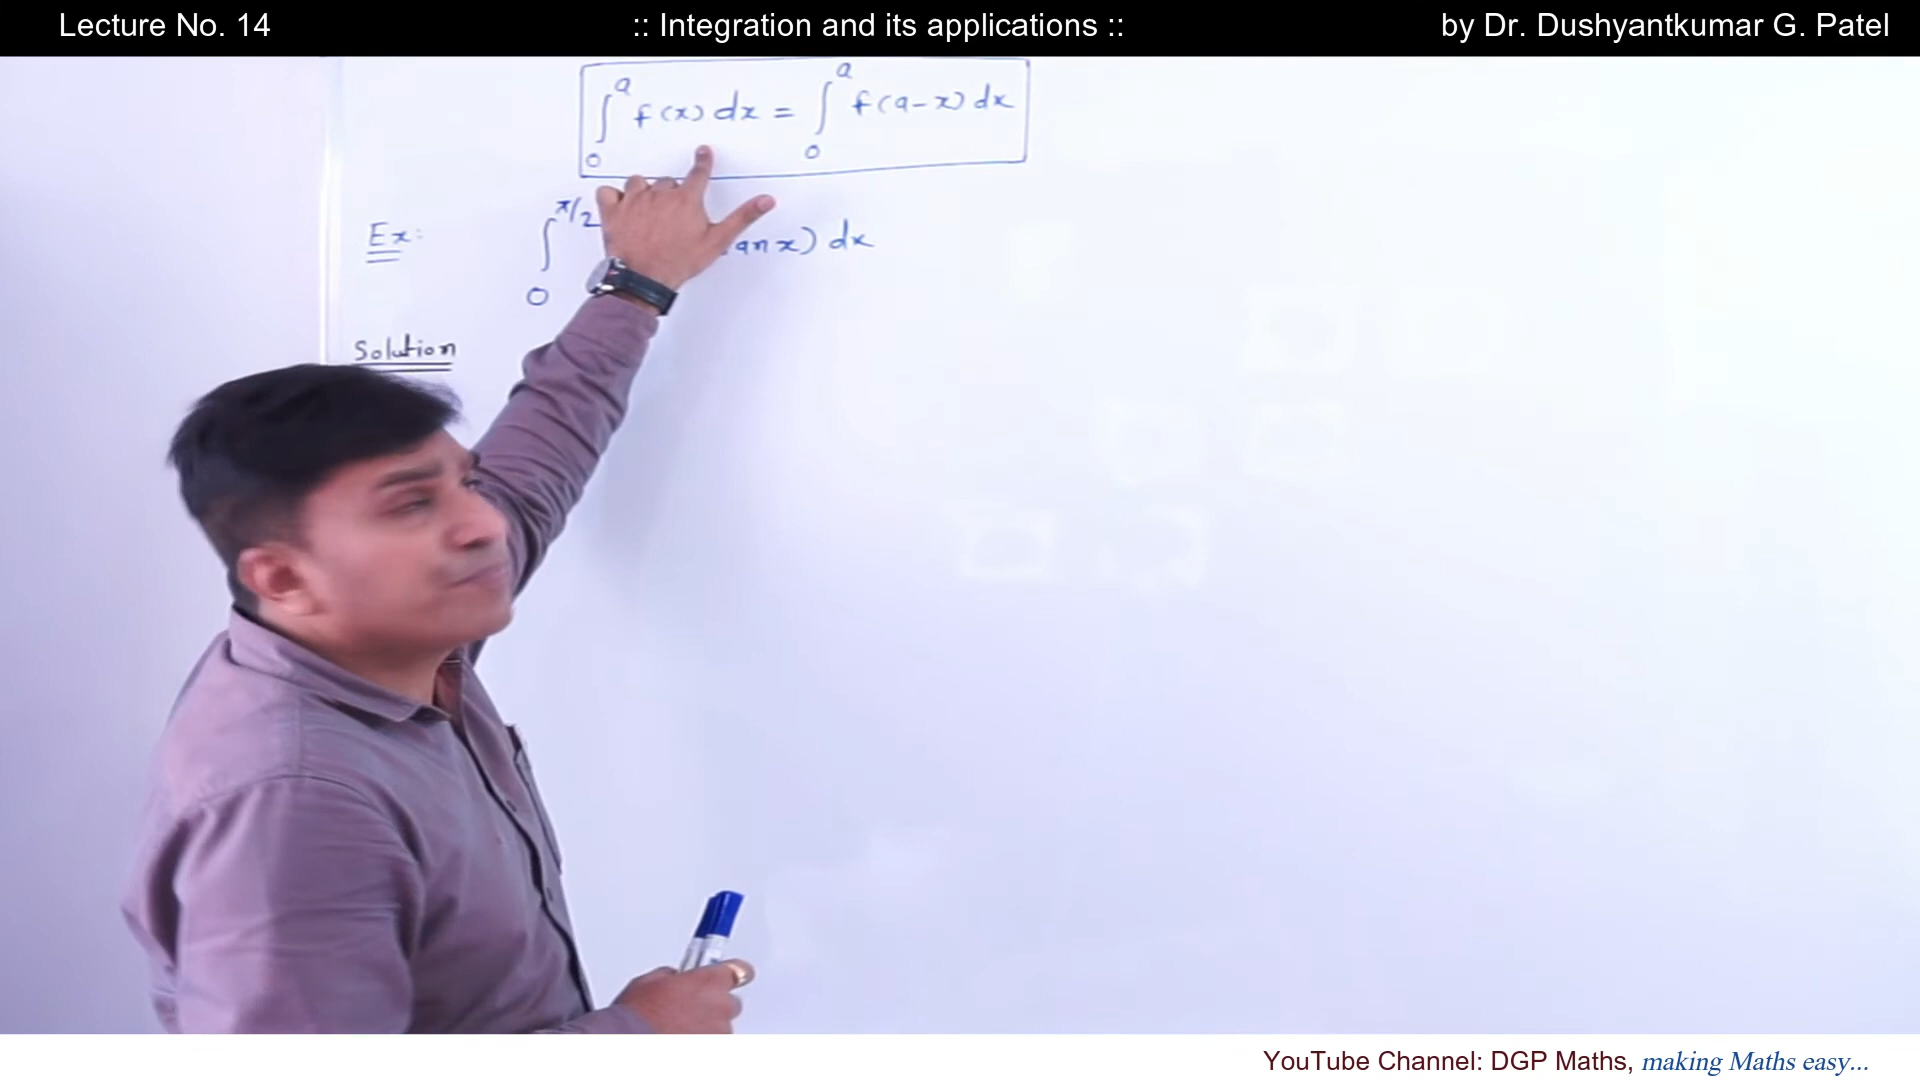 Lecture No. 14 :: Integration and its applications :: by Dr. Dushyantkumar G. Patel
∫₀ᵃ f(x) dx = ∫₀ᵃ f(a-x) dx
Ex: ∫₀^(π/2) an x) dx
Solution
YouTube Channel: DGP Maths, making Maths easy...